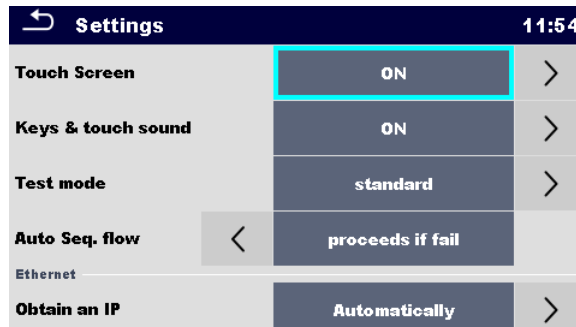 Settings 11:54
Touch Screen ON
Keys & touch sound ON
Test mode standard
Auto Seq. flow proceeds if fail
Ethernet
Obtain an IP Automatically